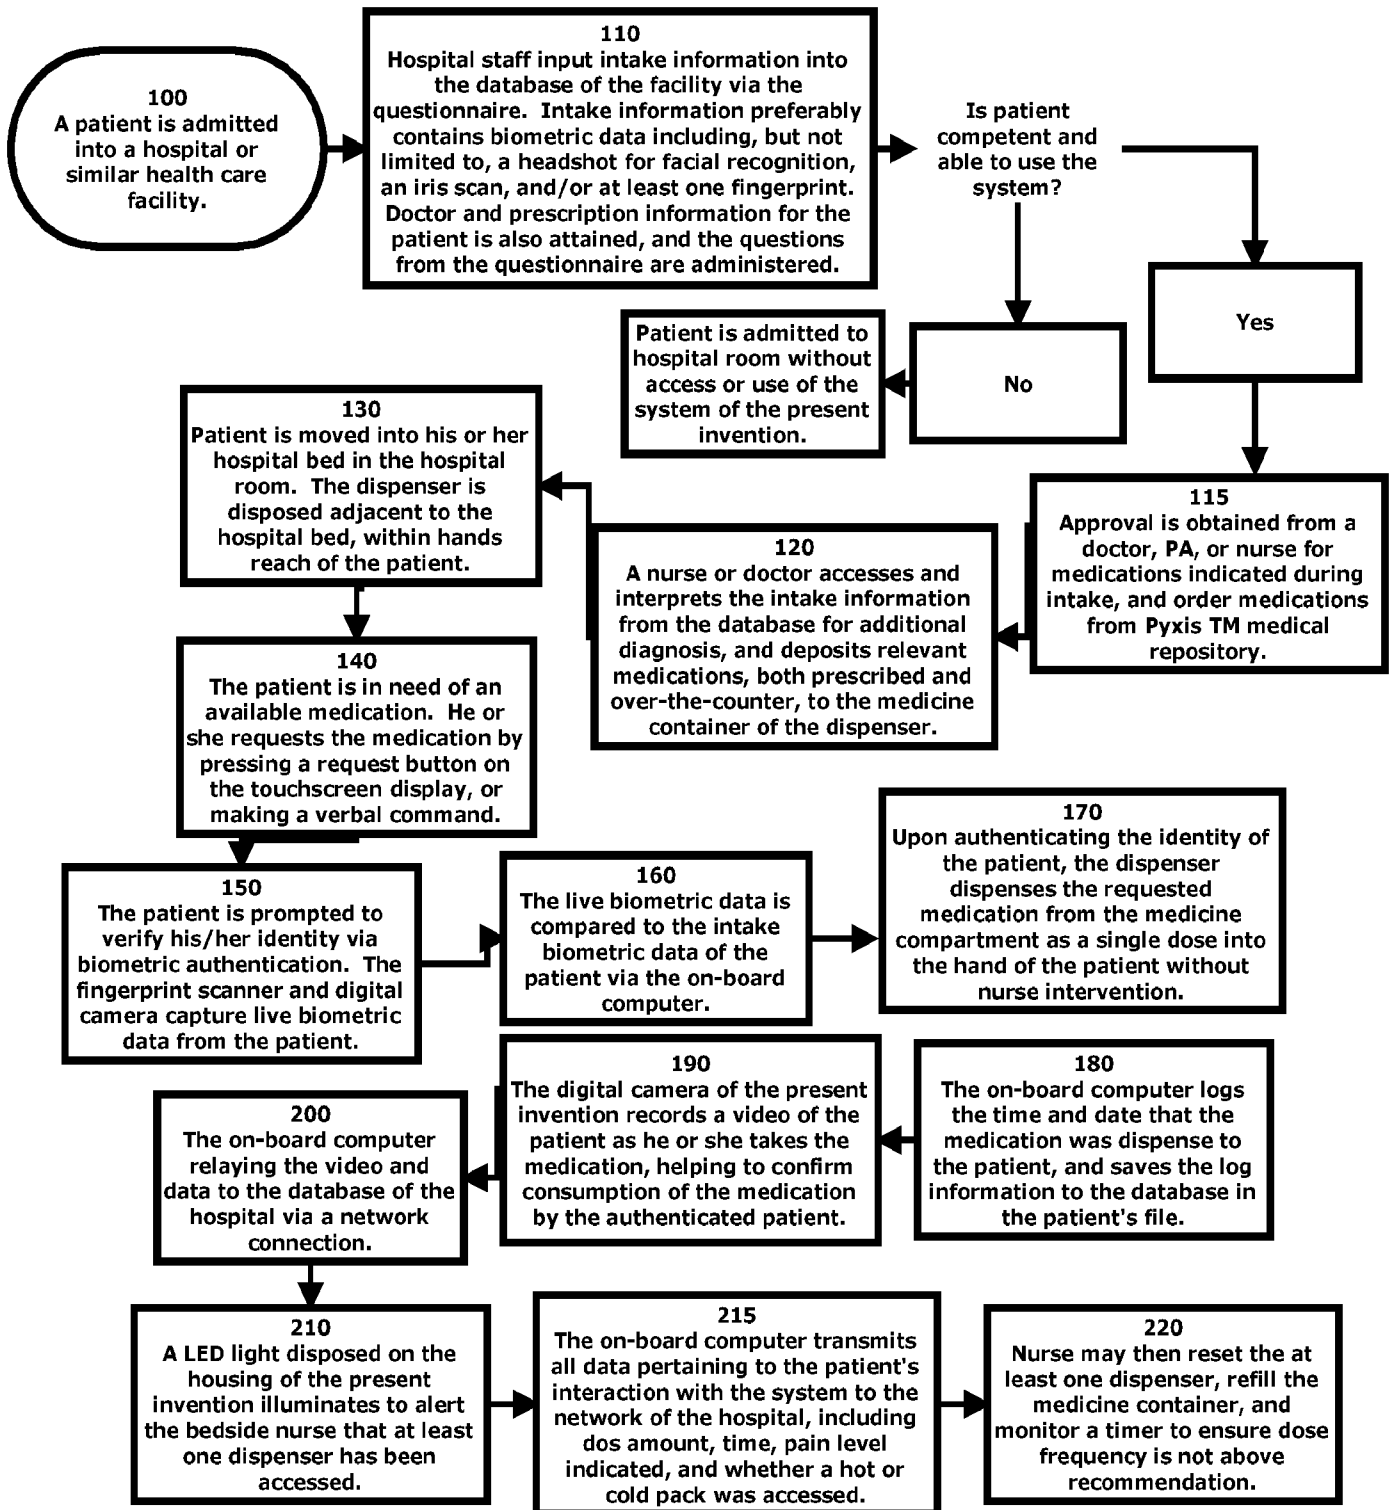 100
A patient is admitted
into a hospital or
similar health care
facility.
110
Hospital staff input intake information into
the database of the facility via the
questionnaire. Intake information preferably
contains biometric data including, but not
limited to, a headshot for facial recognition,
an iris scan, and/or at least one fingerprint.
Doctor and prescription information for the
patient is also attained, and the questions
from the questionnaire are administered.
Is patient
competent and
able to use the
system?
Yes
No
Patient is admitted to
hospital room without
access or use of the
system of the present
invention.
115
Approval is obtained from a
doctor, PA, or nurse for
medications indicated during
intake, and order medications
from Pyxis TM medical
repository.
120
A nurse or doctor accesses and
interprets the intake information
from the database for additional
diagnosis, and deposits relevant
medications, both prescribed and
over-the-counter, to the medicine
container of the dispenser.
130
Patient is moved into his or her
hospital bed in the hospital
room. The dispenser is
disposed adjacent to the
hospital bed, within hands
reach of the patient.
140
The patient is in need of an
available medication. He or
she requests the medication by
pressing a request button on
the touchscreen display, or
making a verbal command.
150
The patient is prompted to
verify his/her identity via
biometric authentication. The
fingerprint scanner and digital
camera capture live biometric
data from the patient.
160
The live biometric data is
compared to the intake
biometric data of the
patient via the on-board
computer.
170
Upon authenticating the identity of
the patient, the dispenser
dispenses the requested
medication from the medicine
compartment as a single dose into
the hand of the patient without
nurse intervention.
180
The on-board computer logs
the time and date that the
medication was dispense to
the patient, and saves the log
information to the database in
the patient's file.
190
The digital camera of the present
invention records a video of the
patient as he or she takes the
medication, helping to confirm
consumption of the medication
by the authenticated patient.
200
The on-board computer
relaying the video and
data to the database of the
hospital via a network
connection.
210
A LED light disposed on the
housing of the present
invention illuminates to alert
the bedside nurse that at least
one dispenser has been
accessed.
215
The on-board computer transmits
all data pertaining to the patient's
interaction with the system to the
network of the hospital, including
dos amount, time, pain level
indicated, and whether a hot or
cold pack was accessed.
220
Nurse may then reset the at
least one dispenser, refill the
medicine container, and
monitor a timer to ensure dose
frequency is not above
recommendation.